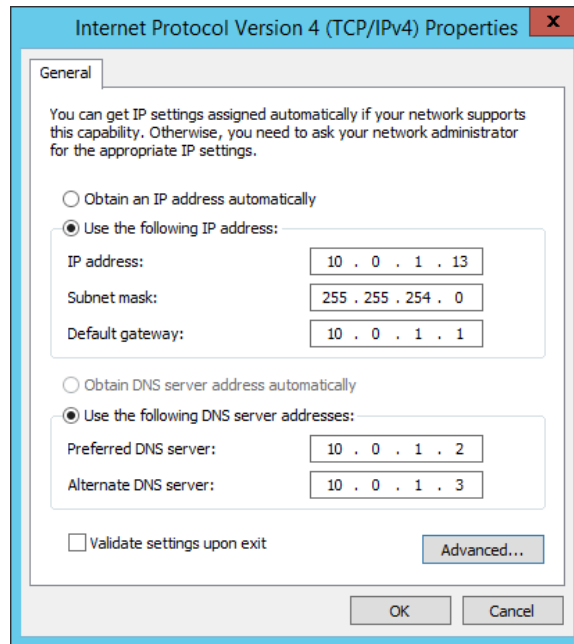 Internet Protocol Version 4 (TCP/IPv4) Properties
x
General
You can get IP settings assigned automatically if your network supports
this capability. Otherwise, you need to ask your network administrator
for the appropriate IP settings.
Obtain an IP address automatically
Use the following IP address:
IP address: 10 . 0 . 1 . 13
Subnet mask: 255 . 255 . 254 . 0
Default gateway: 10 . 0 . 1 . 1
Obtain DNS server address automatically
Use the following DNS server addresses:
Preferred DNS server: 10 . 0 . 1 . 2
Alternate DNS server: 10 . 0 . 1 . 3
Validate settings upon exit
Advanced...
OK Cancel